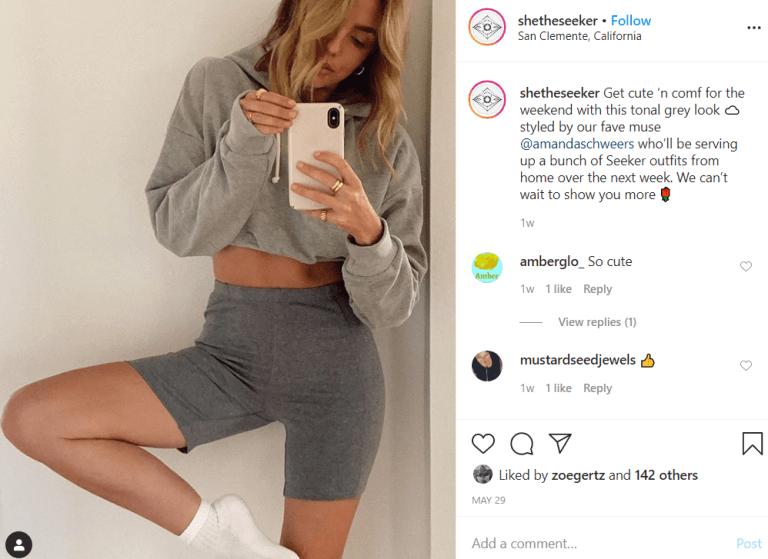 shetheseeker • Follow
San Clemente, California
shetheseeker Get cute ’n comf for the
weekend with this tonal grey look ☁
styled by our fave muse
@amandaschweers who’ll be serving
up a bunch of Seeker outfits from
home over the next week. We can’t
wait to show you more 🌹
1w
amberglo_ So cute
Amber
1w 1 like Reply
View replies (1)
mustardseedjewels 👍
1w 1 like Reply
Liked by zoegertz and 142 others
MAY 29
Add a comment... Post